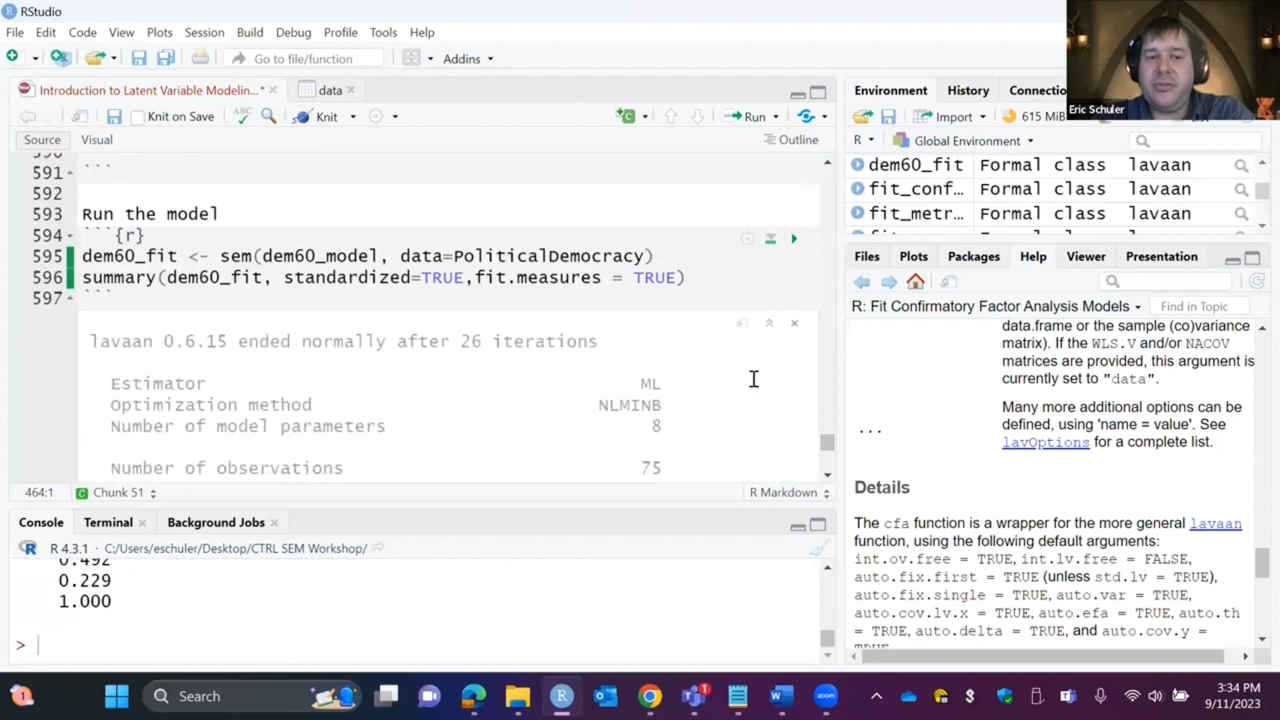 RStudio
File Edit Code View Plots Session Build Debug Profile Tools Help
Go to file/function Addins
Introduction to Latent Variable Modelin...* data
Knit on Save Knit Run
Source Visual Outline
591 ```
592
593 Run the model
594 ```{r}
595 dem60_fit <- sem(dem60_model, data=PoliticalDemocracy)
596 summary(dem60_fit, standardized=TRUE,fit.measures = TRUE)
597 ```
lavaan 0.6.15 ended normally after 26 iterations
Estimator ML
Optimization method NLMINB
Number of model parameters 8
Number of observations 75
464:1 Chunk 51 R Markdown
Console Terminal Background Jobs
R 4.3.1 · C:/Users/eschuler/Desktop/CTRL SEM Workshop/
0.492
0.229
1.000
>
Environment History Connectio
Import 615 MiB
R Global Environment
dem60_fit Formal class lavaan
fit_conf... Formal class lavaan
fit_metr... Formal class lavaan
Eric Schuler
Files Plots Packages Help Viewer Presentation
R: Fit Confirmatory Factor Analysis Models Find in Topic
data.frame or the sample (co)variance
matrix). If the WLS.V and/or NACOV
matrices are provided, this argument is
currently set to "data".
... Many more additional options can be
defined, using 'name = value'. See
lavOptions for a complete list.
Details
The cfa function is a wrapper for the more general lavaan
function, using the following default arguments:
int.ov.free = TRUE, int.lv.free = FALSE,
auto.fix.first = TRUE (unless std.lv = TRUE),
auto.fix.single = TRUE, auto.var = TRUE,
auto.cov.lv.x = TRUE, auto.efa = TRUE, auto.th
= TRUE, auto.delta = TRUE, and auto.cov.y =
TRUE
1 Search 1 zoom 3:34 PM
9/11/2023